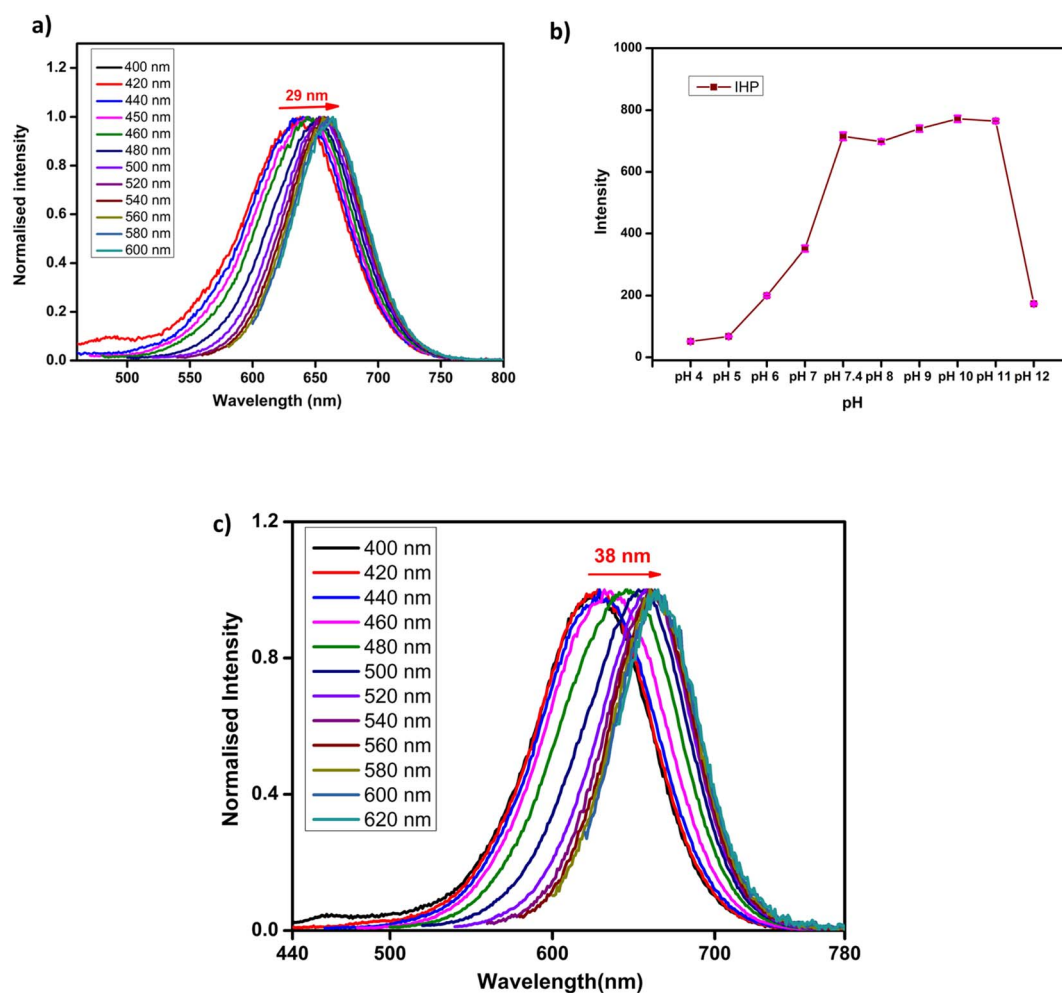 a)
Normalised intensity
1.2
1.0
0.8
0.6
0.4
0.2
0.0
400 nm
420 nm
440 nm
450 nm
460 nm
480 nm
500 nm
520 nm
540 nm
560 nm
580 nm
600 nm
29 nm
500 550 600 650 700 750 800
Wavelength (nm)
b)
Intensity
1000
800
600
400
200
0
IHP
pH 4 pH 5 pH 6 pH 7 pH 7.4 pH 8 pH 9 pH 10 pH 11 pH 12
pH
c)
Normalised Intensity
1.2
0.8
0.4
0.0
400 nm
420 nm
440 nm
460 nm
480 nm
500 nm
520 nm
540 nm
560 nm
580 nm
600 nm
620 nm
38 nm
440 500 600 700 780
Wavelength(nm)